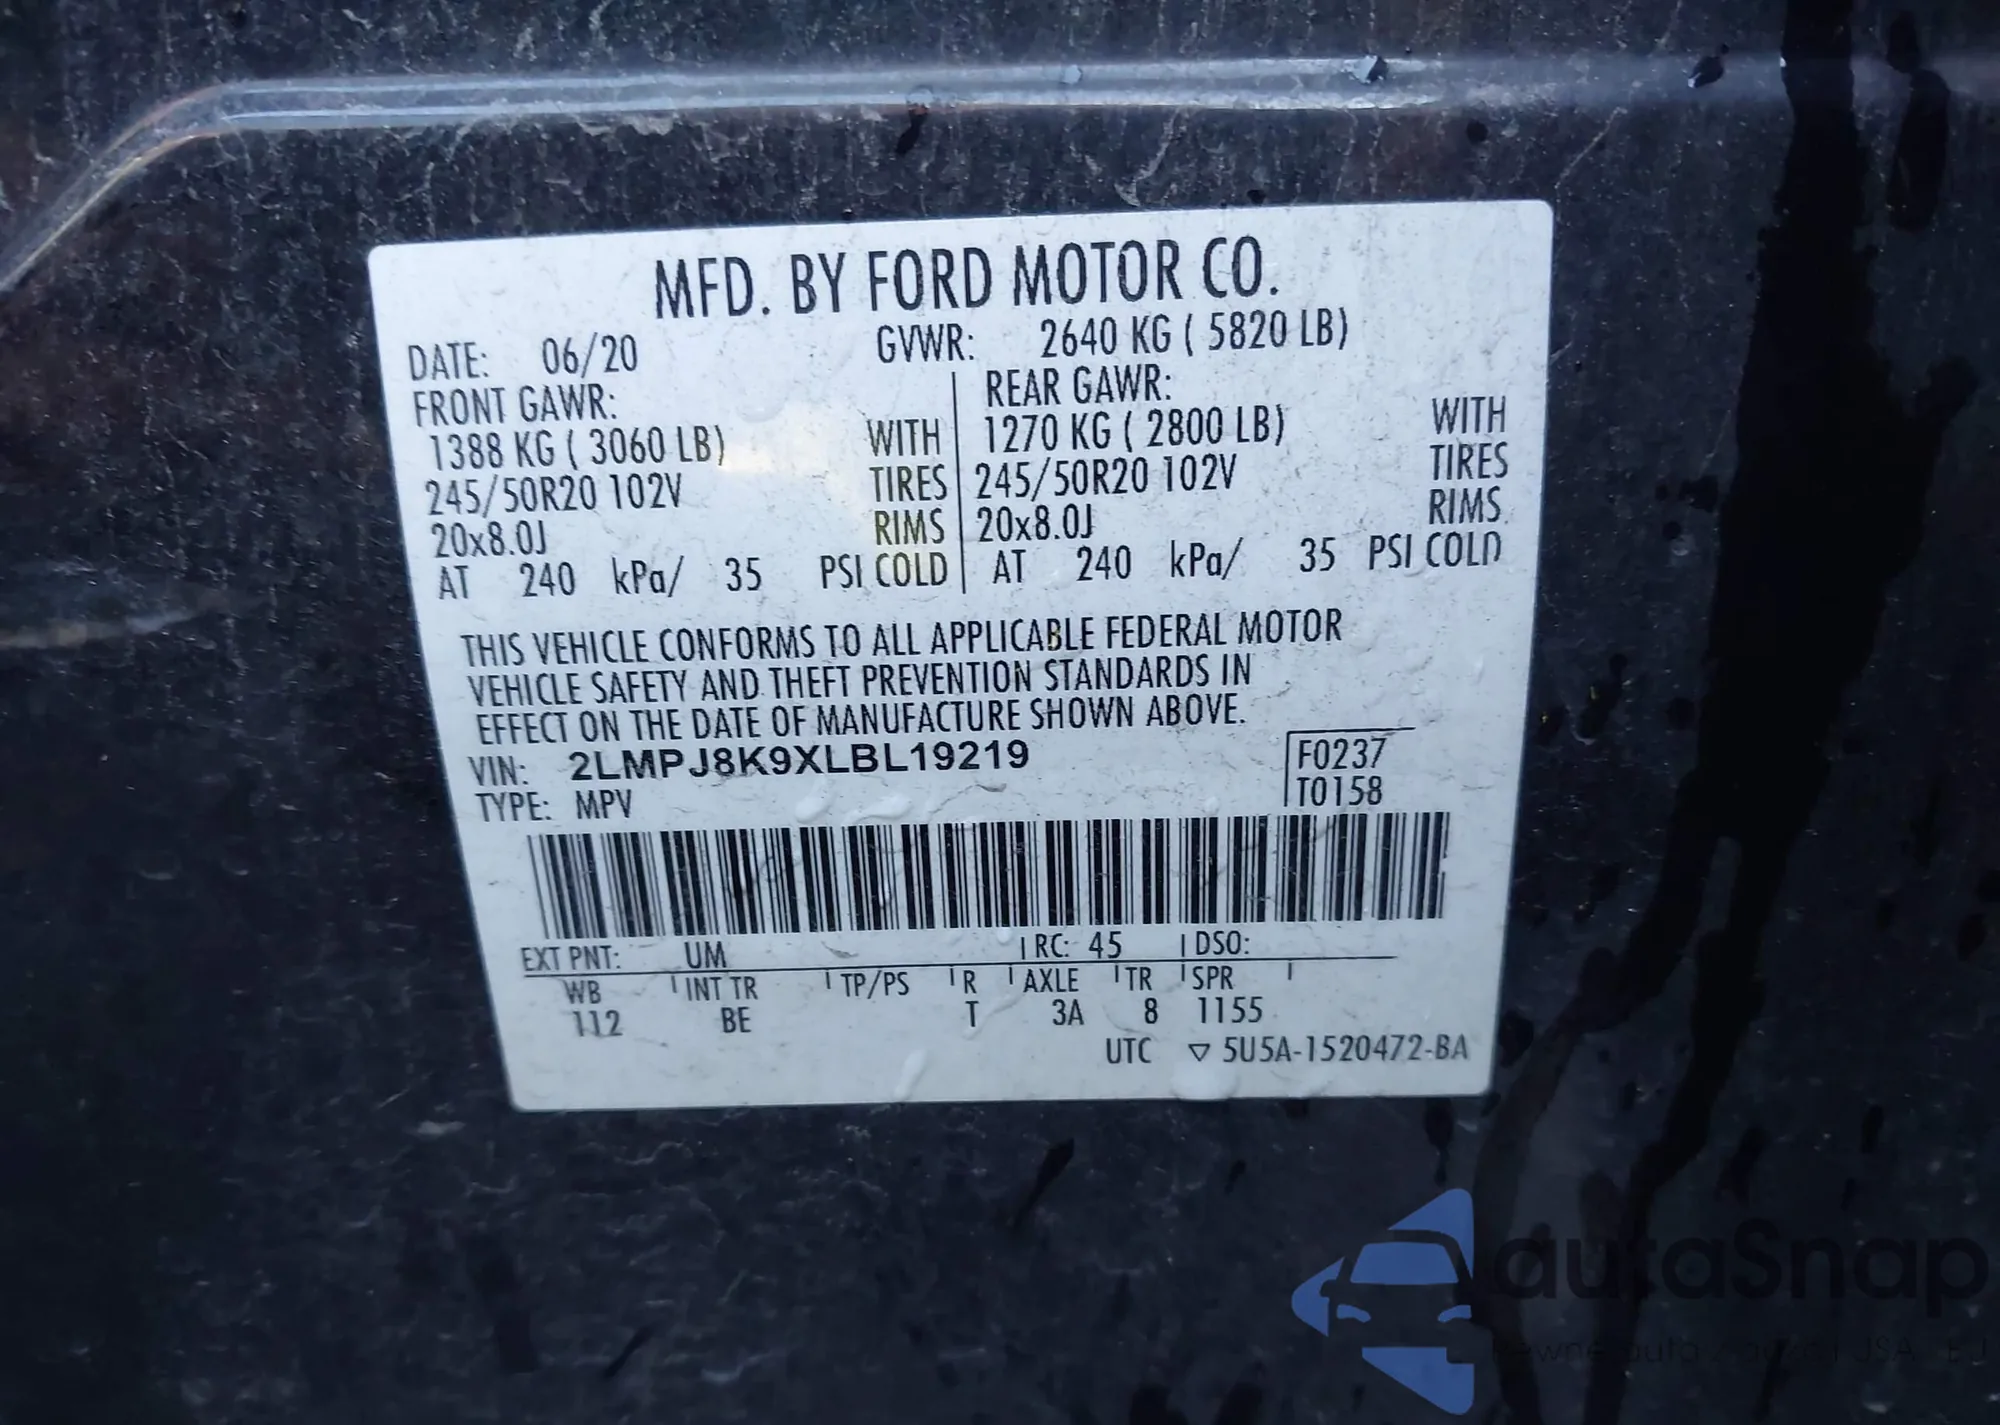 MFD. BY FORD MOTOR CO.
DATE: 06/20 GVWR: 2640 KG ( 5820 LB)
FRONT GAWR: REAR GAWR:
1388 KG ( 3060 LB) WITH 1270 KG ( 2800 LB) WITH
245/50R20 102V TIRES 245/50R20 102V TIRES
20x8.0J RIMS 20x8.0J RIMS
AT 240 kPa/ 35 PSI COLD AT 240 kPa/ 35 PSI COLD
THIS VEHICLE CONFORMS TO ALL APPLICABLE FEDERAL MOTOR
VEHICLE SAFETY AND THEFT PREVENTION STANDARDS IN
EFFECT ON THE DATE OF MANUFACTURE SHOWN ABOVE.
VIN: 2LMPJ8K9XLBL19219 F0237
TYPE: MPV T0158
EXT PNT: UM RC: 45 DSO:
WB INT TR TP/PS R AXLE TR SPR
112 BE T 3A 8 1155
UTC ▽ 5U5A-1520472-BA
autaSnap